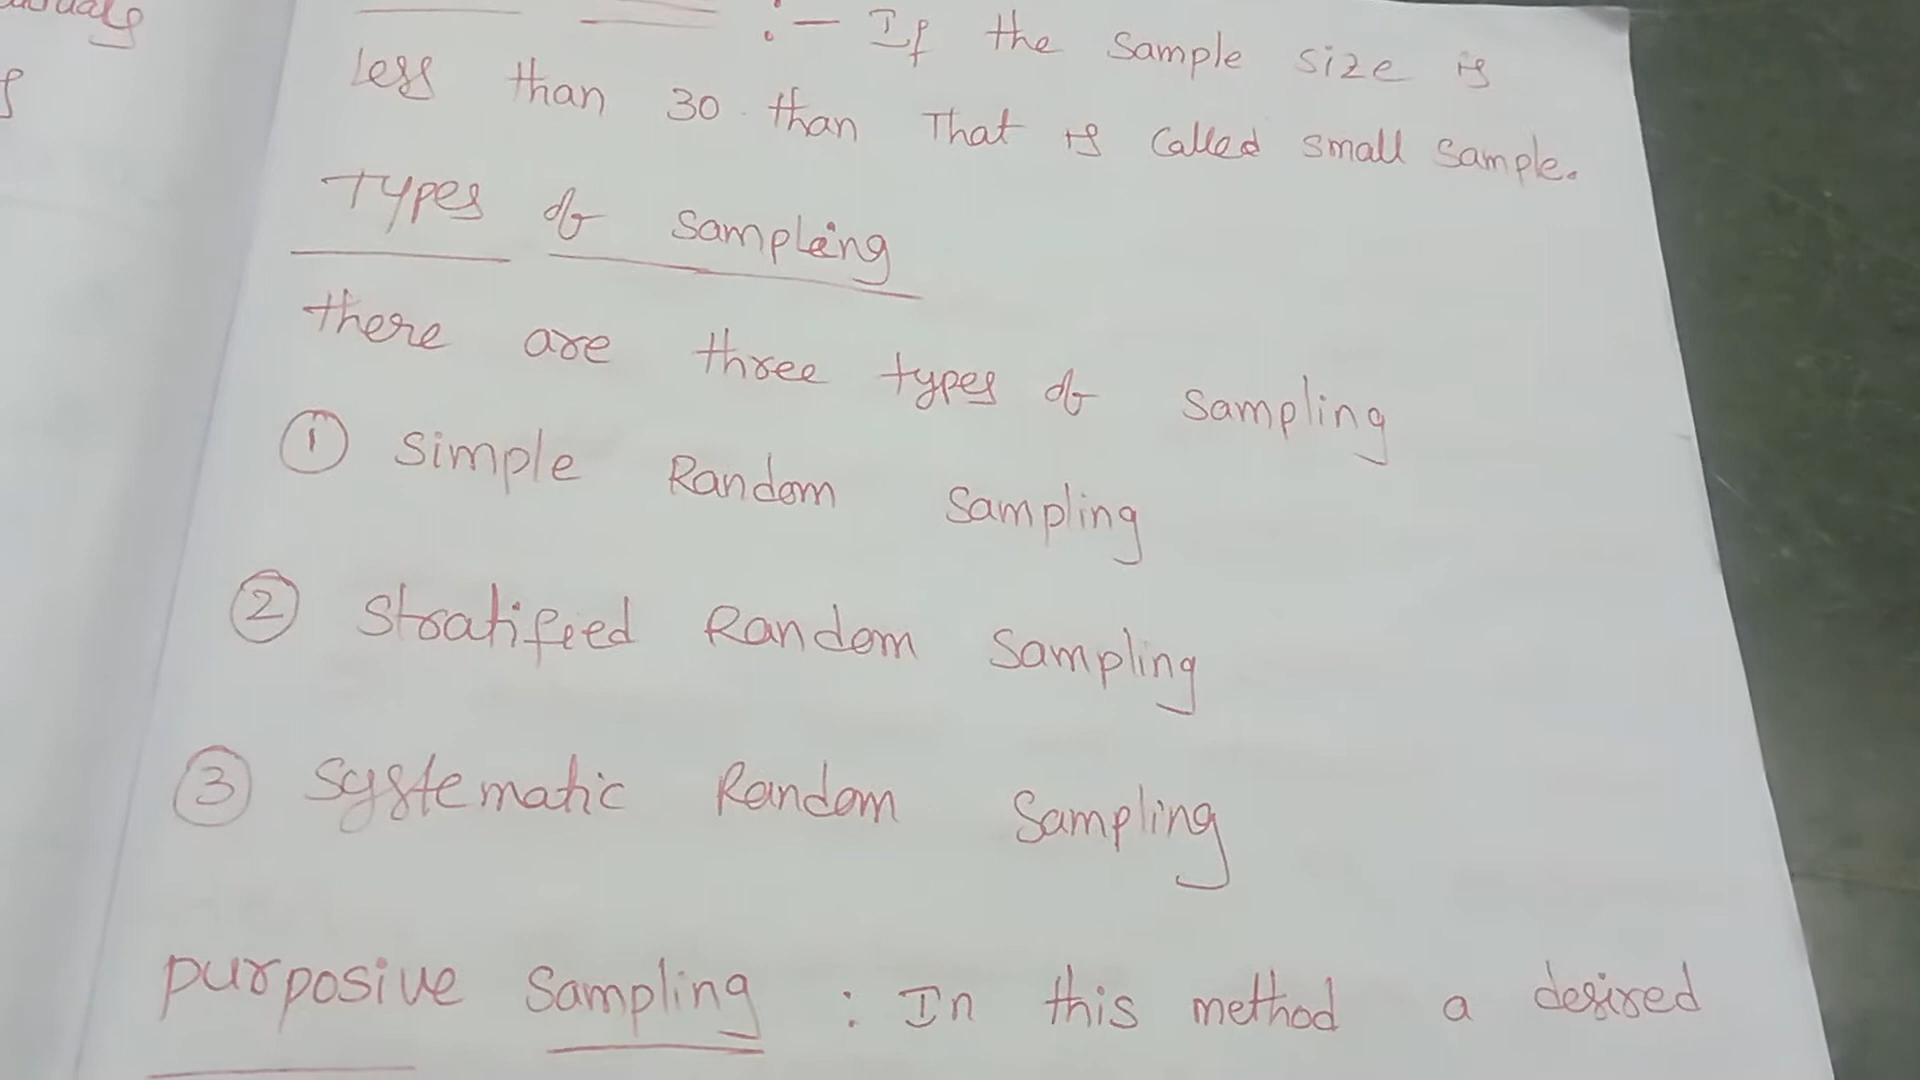 :- If the sample size is
less than 30 than That is called small sample.
Types of sampling
there are three types of sampling
① Simple Random Sampling
② Stratified Random Sampling
③ Systematic Random Sampling
purposive Sampling : In this method a desired